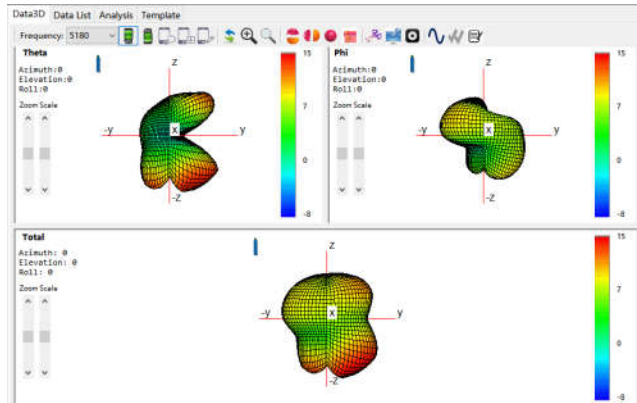 Data3D Data List Analysis Template
Frequency: 5180
Theta
Azimuth:0
Elevation:0
Roll:0
Zoom Scale
z
-y
x
y
-z
15
7
0
-8
Phi
Azimuth:0
Elevation:0
Roll:0
Zoom Scale
z
-y
x
y
-z
15
7
0
-8
Total
Azimuth: 0
Elevation: 0
Roll: 0
Zoom Scale
z
-y
x
y
-z
15
7
0
-8